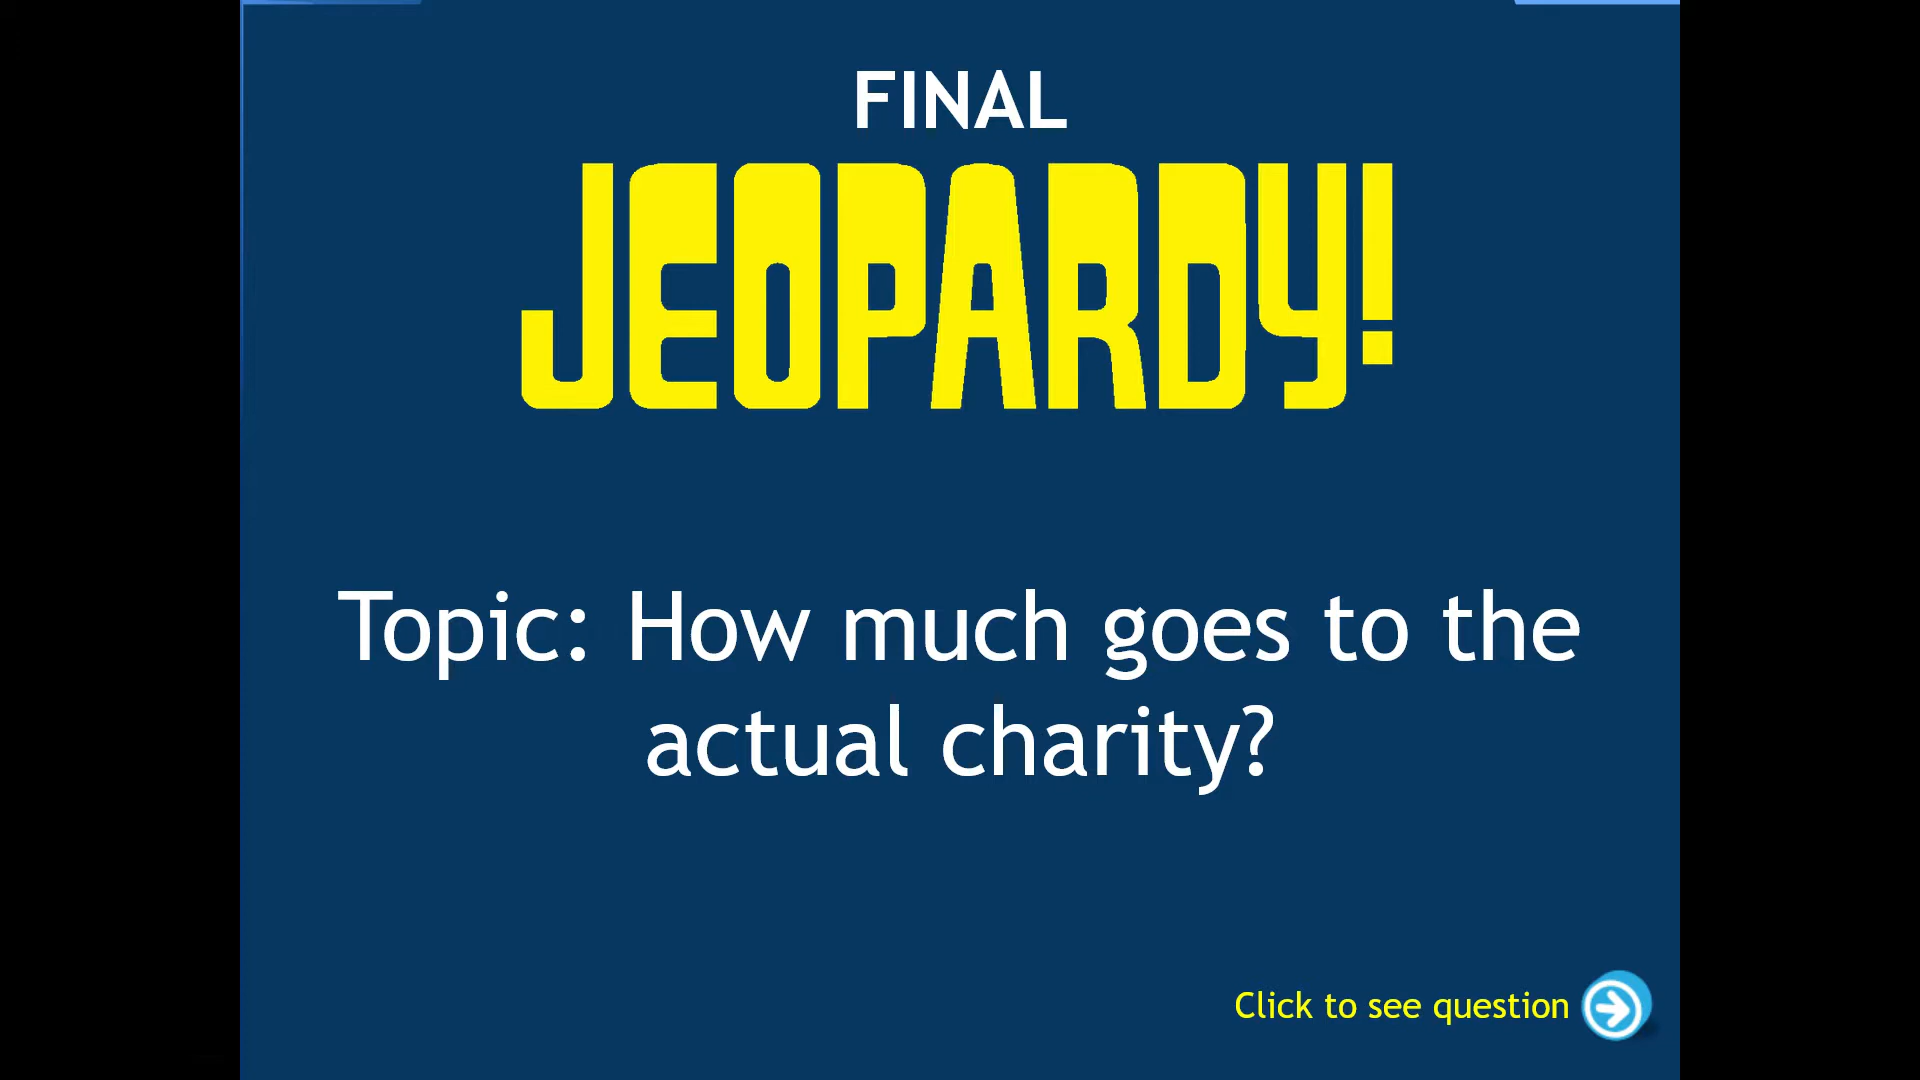 FINAL
JEOPARDY!
Topic: How much goes to the
actual charity?
Click to see question